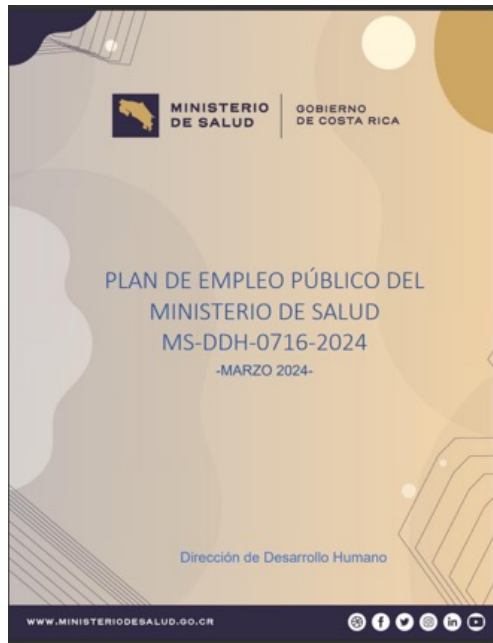 MINISTERIO
DE SALUD
GOBIERNO
DE COSTA RICA
PLAN DE EMPLEO PÚBLICO DEL
MINISTERIO DE SALUD
MS-DDH-0716-2024
-MARZO 2024-
Dirección de Desarrollo Humano
WWW.MINISTERIODESALUD.GO.CR